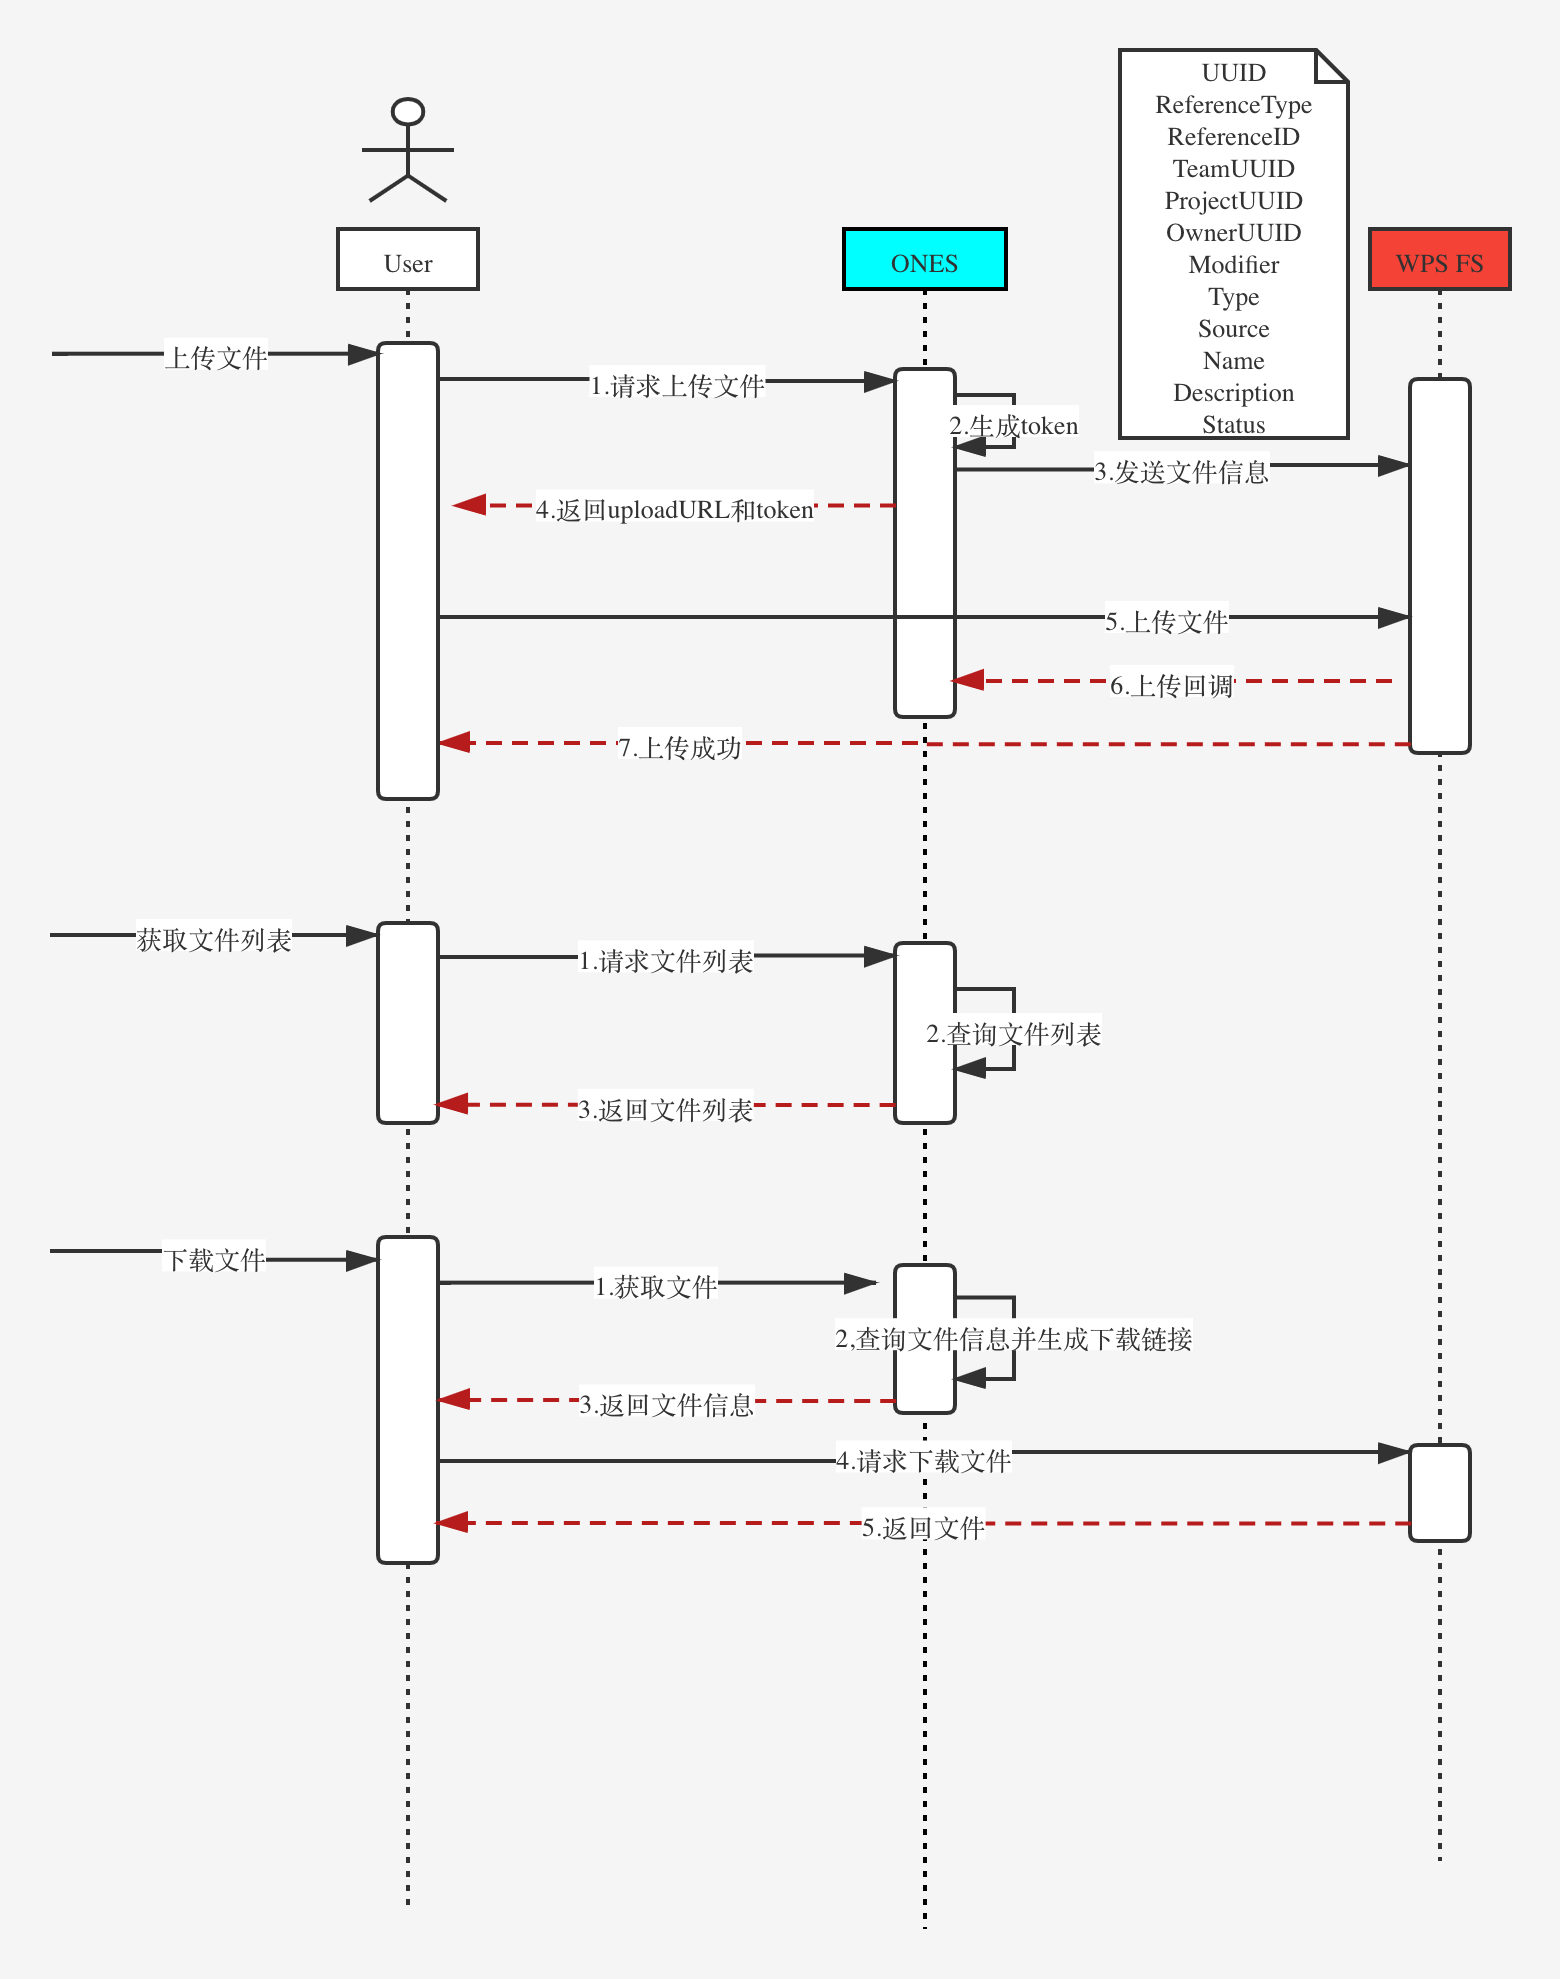 UUID
ReferenceType
ReferenceID
TeamUUID
ProjectUUID
OwnerUUID
Modifier
Type
Source
Name
Description
Status
User
ONES
WPS FS
上传文件
1.请求上传文件
2.生成token
3.发送文件信息
4.返回uploadURL和token
5.上传文件
6.上传回调
7.上传成功
获取文件列表
1.请求文件列表
2.查询文件列表
3.返回文件列表
下载文件
1.获取文件
2,查询文件信息并生成下载链接
3.返回文件信息
4.请求下载文件
5.返回文件